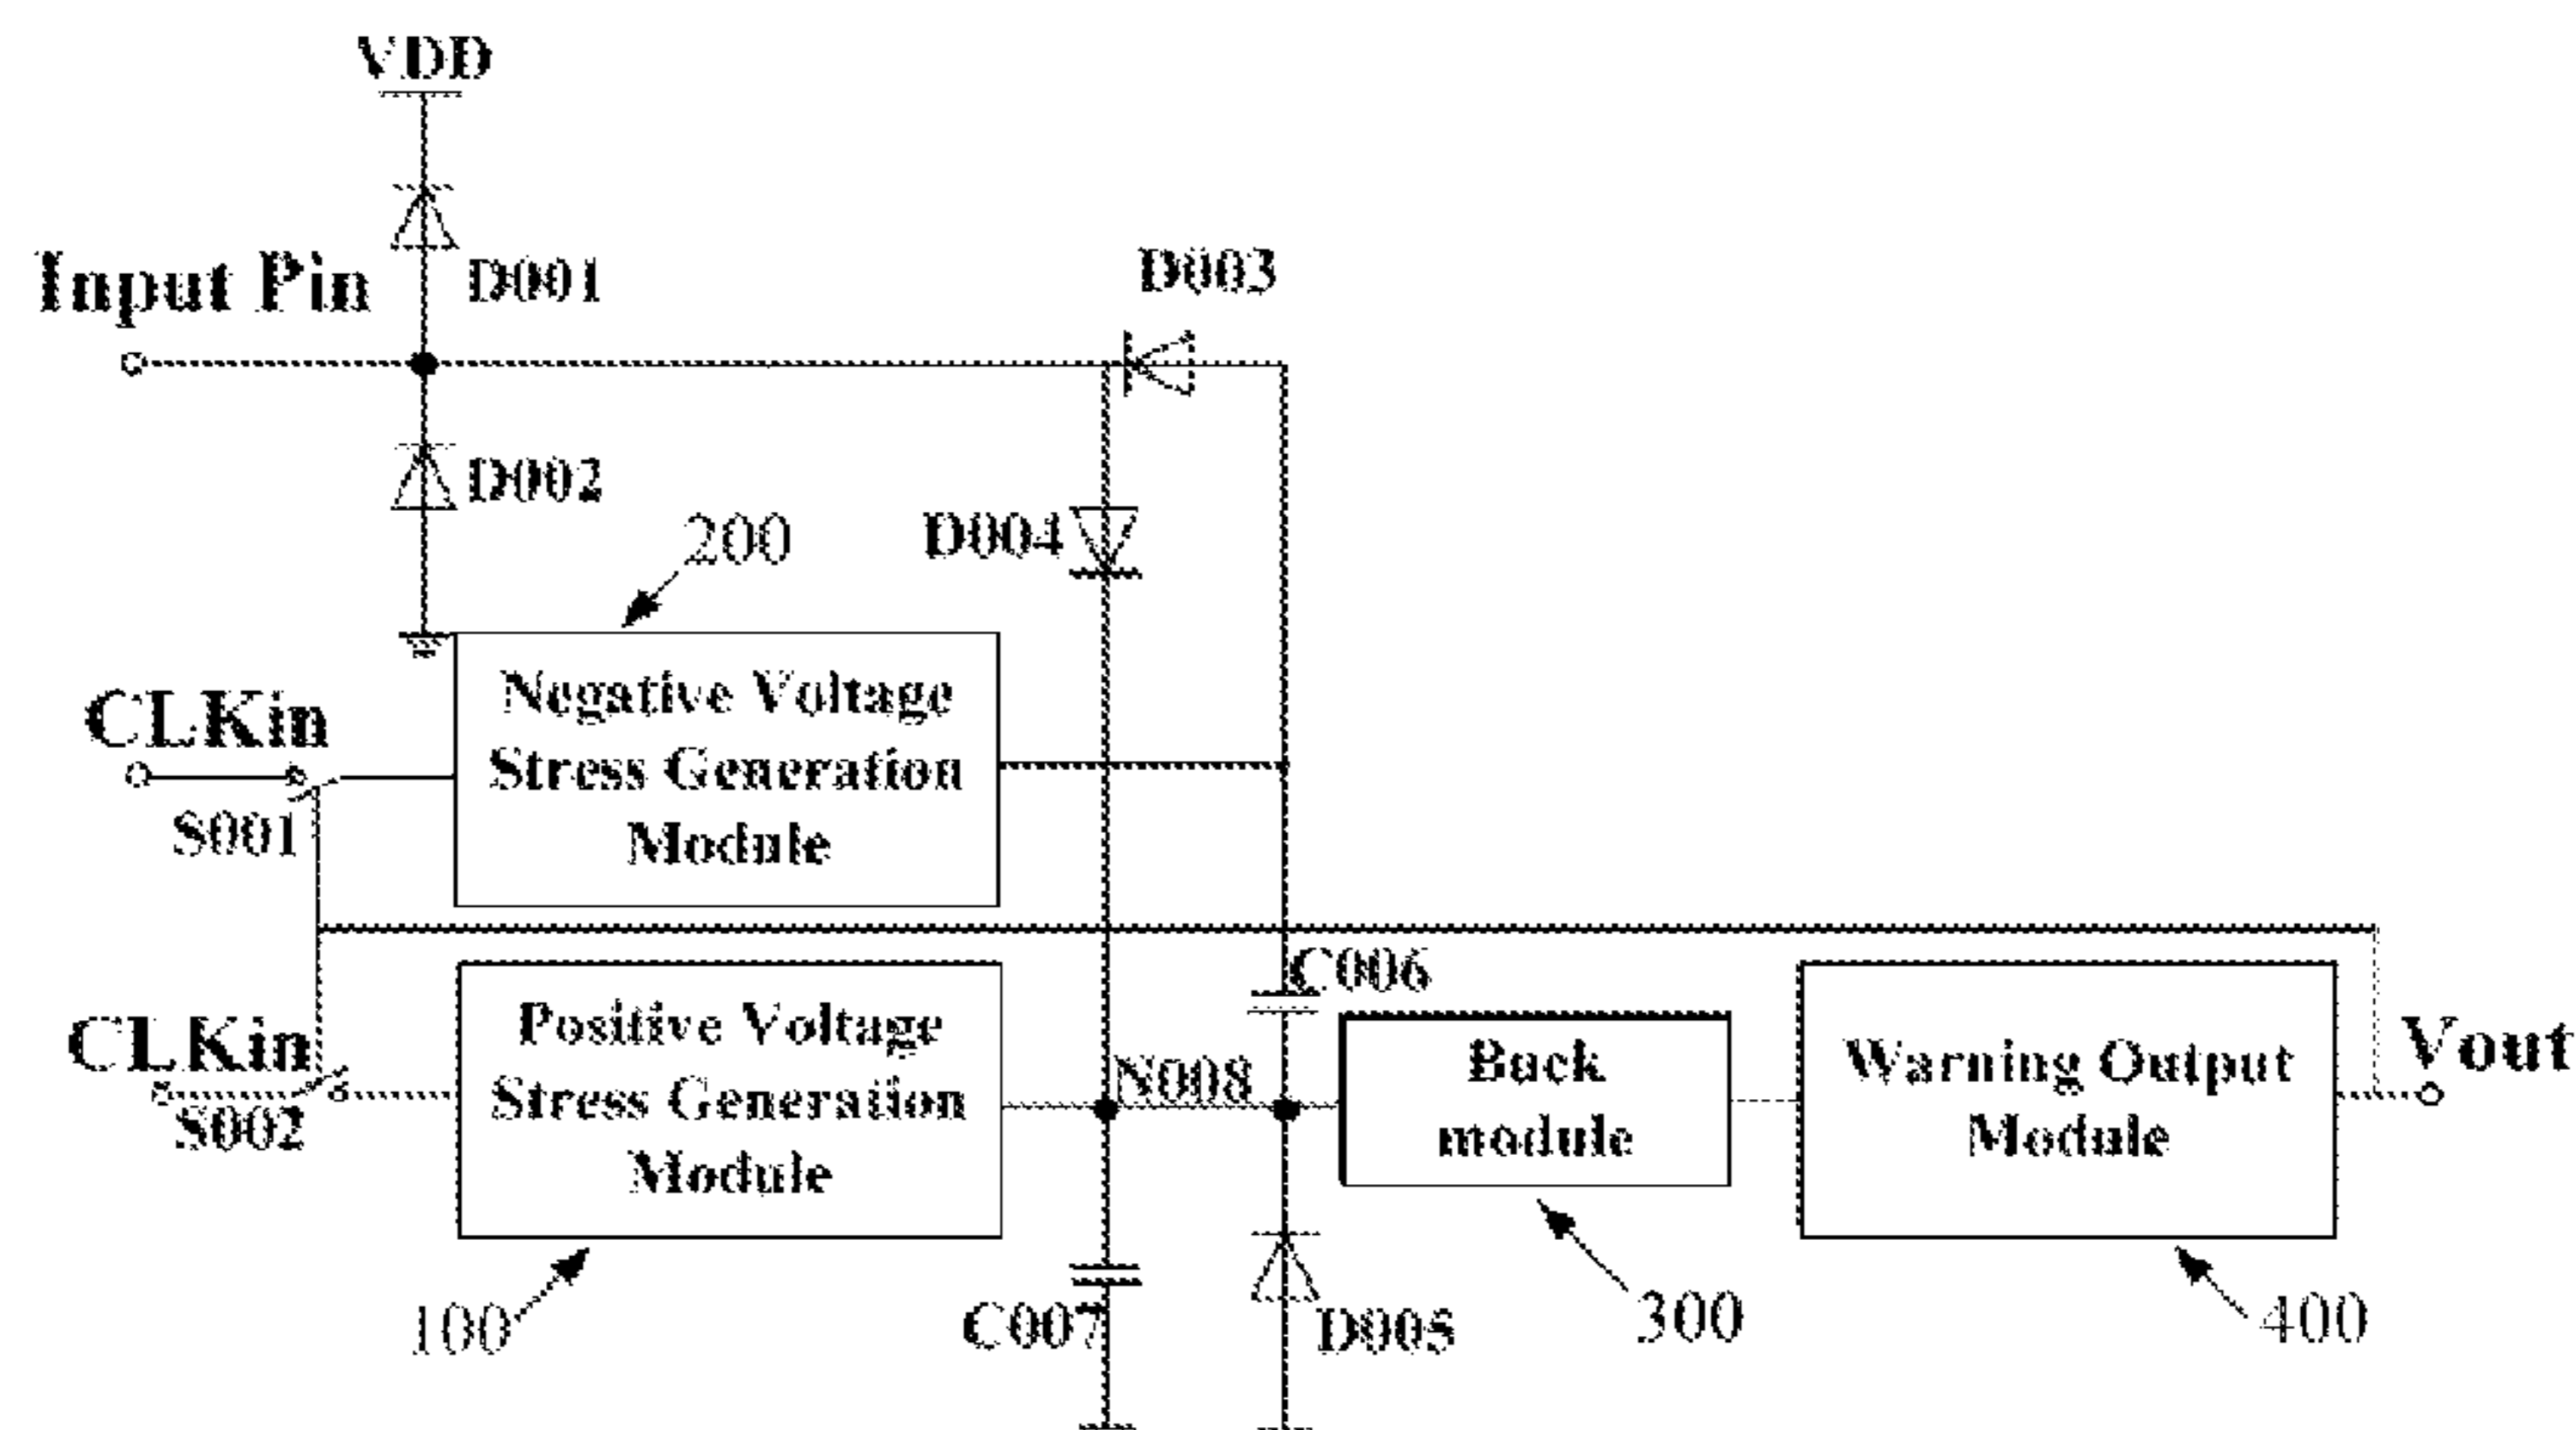 VDD
D001
Input Pin
D003
D002
200
D004
Negative Voltage
Stress Generation
Module
CLKin
S001
C006
Positive Voltage
Stress Generation
Module
CLKin
S002
N008
Buck
module
Warning Output
Module
Vout
100
C007
D005
300
400